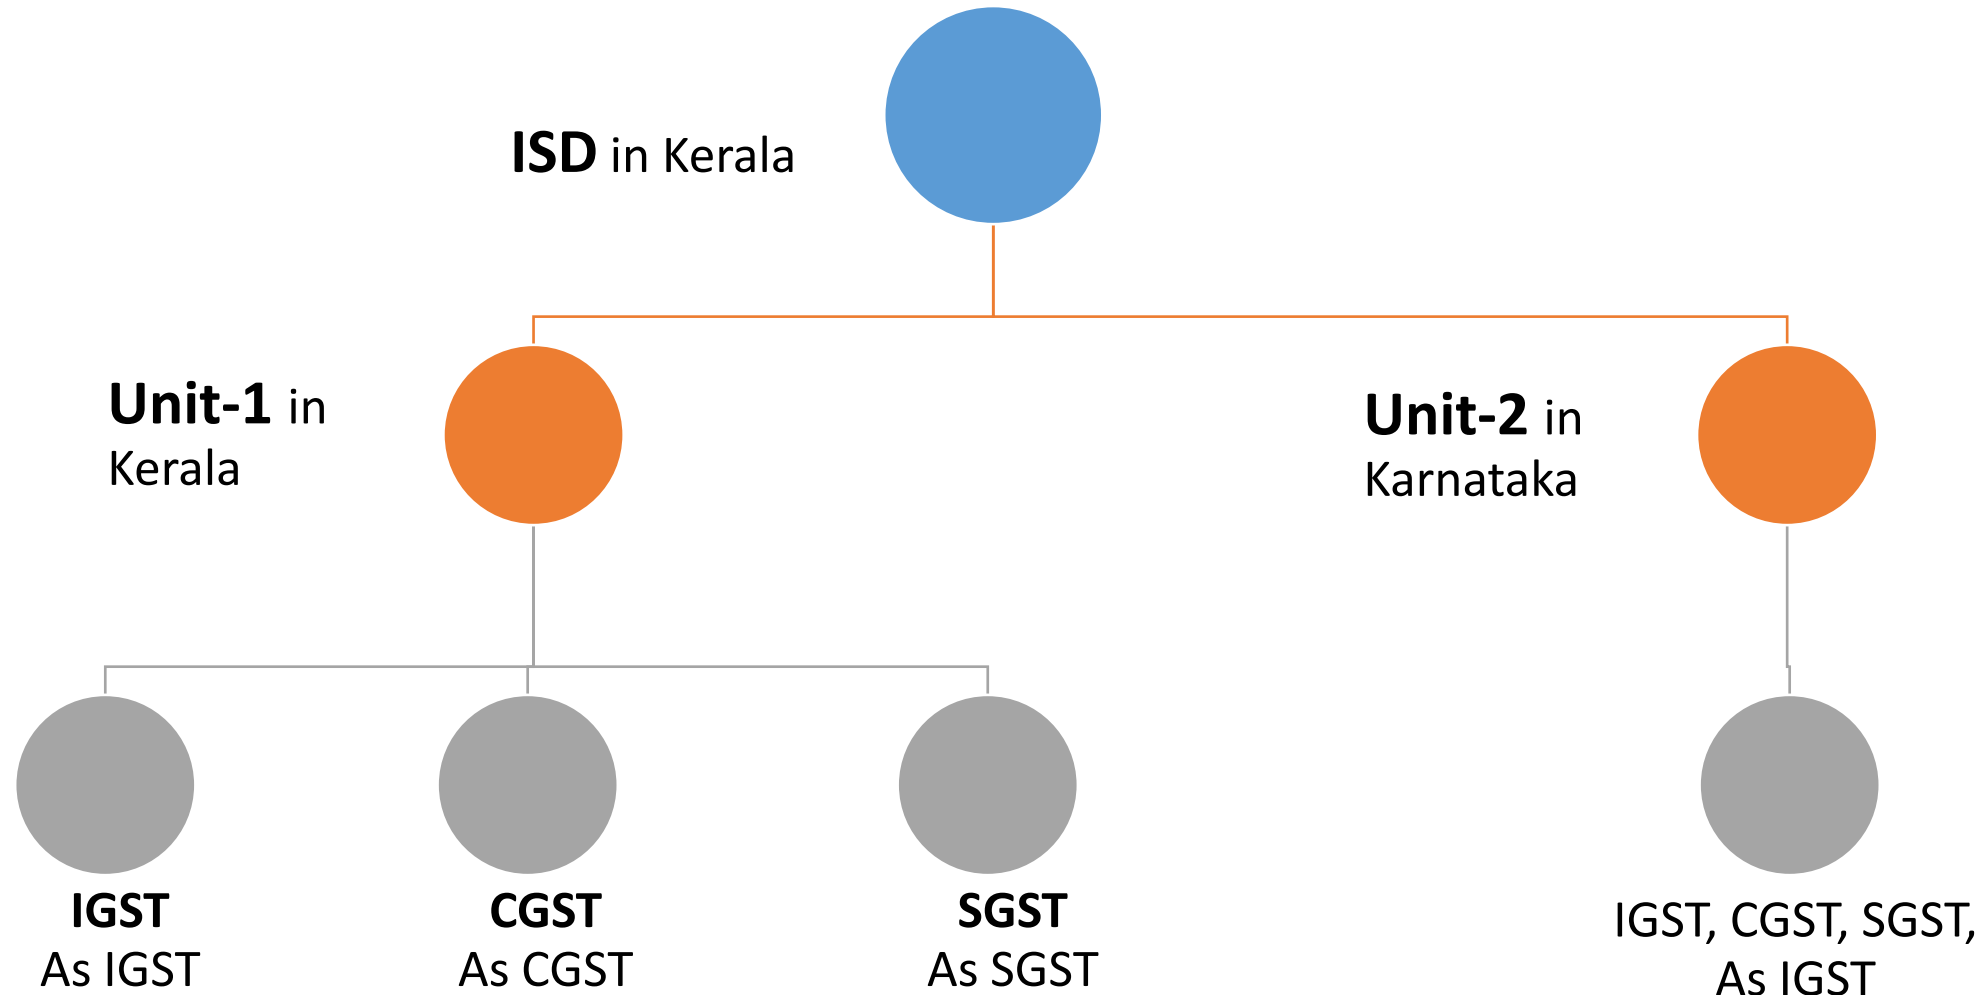 ISD in Kerala
Unit-1 in
Kerala
Unit-2 in
Karnataka
IGST
As IGST
CGST
As CGST
SGST
As SGST
IGST, CGST, SGST,
As IGST